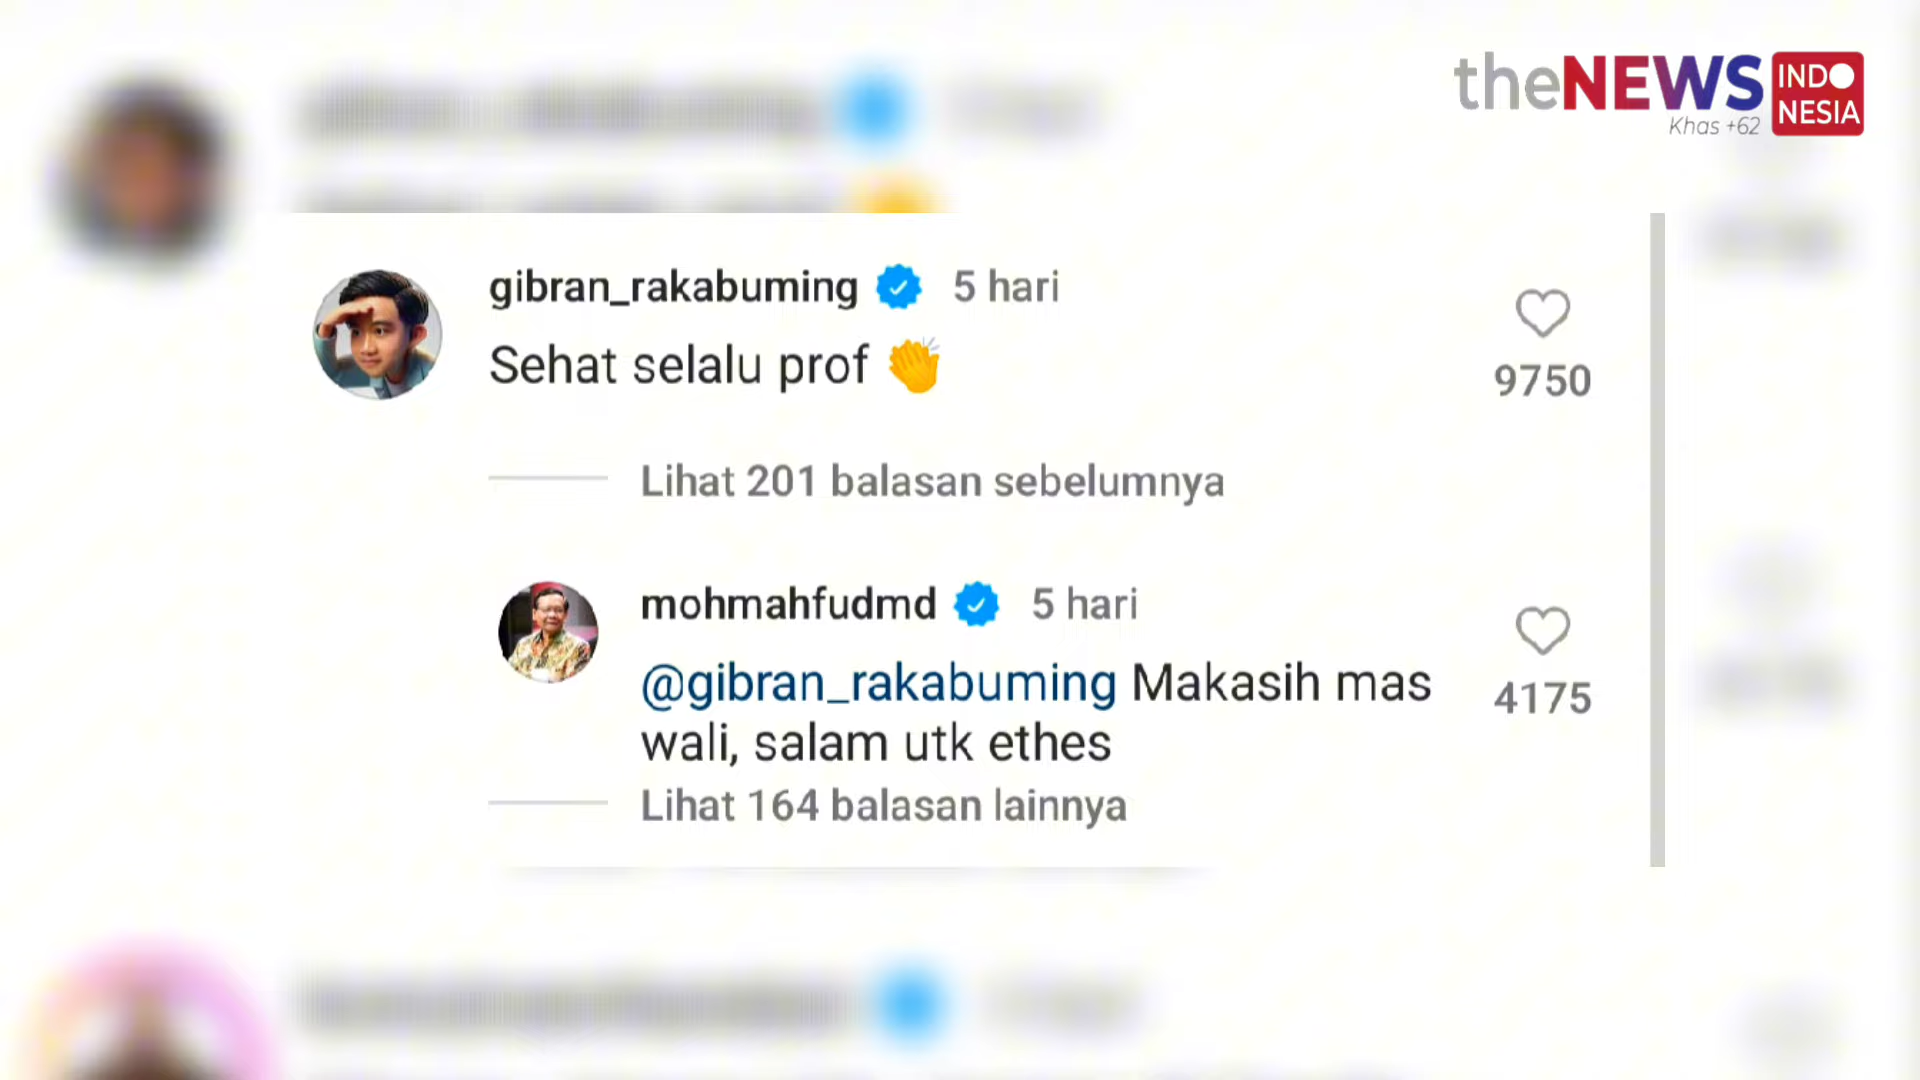 theNEWS INDO
NESIA
Khas +62
gibran_rakabuming 5 hari
Sehat selalu prof 👏
9750
Lihat 201 balasan sebelumnya
mohmahfudmd 5 hari
@gibran_rakabuming Makasih mas
wali, salam utk ethes
4175
Lihat 164 balasan lainnya